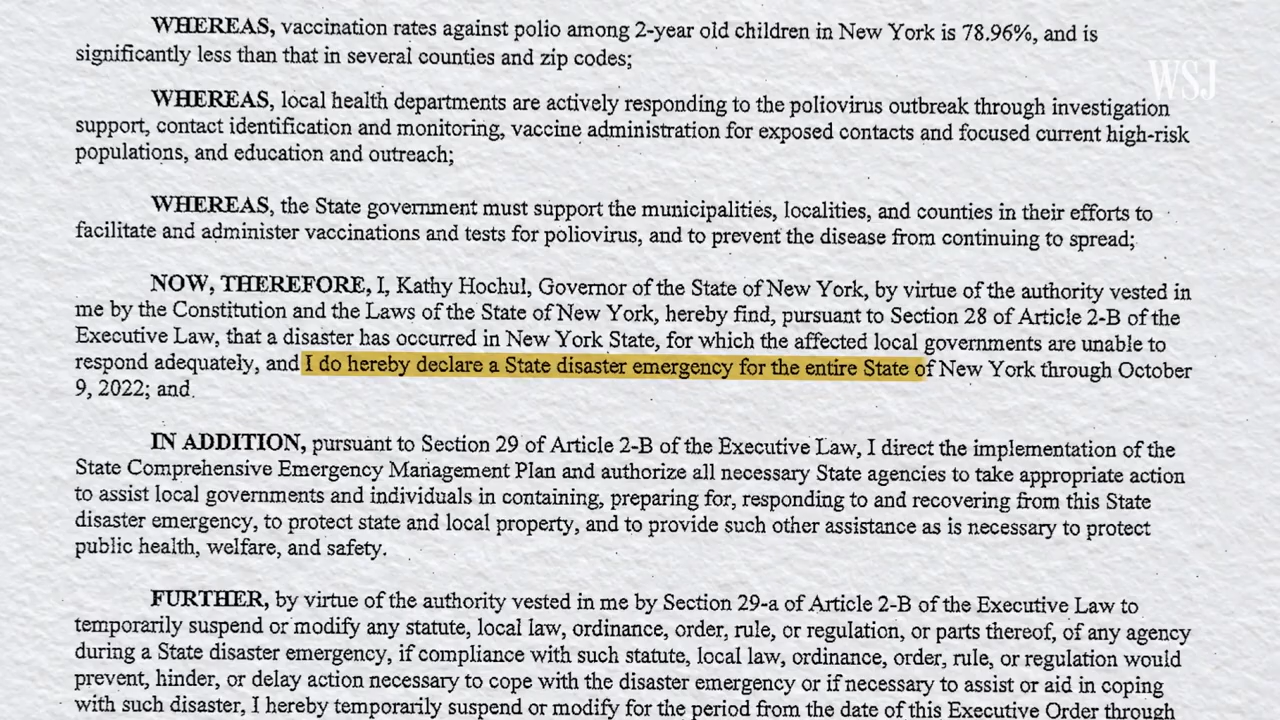 WHEREAS, vaccination rates against polio among 2-year old children in New York is 78.96%, and is
significantly less than that in several counties and zip codes;
WSJ
WHEREAS, local health departments are actively responding to the poliovirus outbreak through investigation
support, contact identification and monitoring, vaccine administration for exposed contacts and focused current high-risk
populations, and education and outreach;
WHEREAS, the State government must support the municipalities, localities, and counties in their efforts to
facilitate and administer vaccinations and tests for poliovirus, and to prevent the disease from continuing to spread;
NOW, THEREFORE, I, Kathy Hochul, Governor of the State of New York, by virtue of the authority vested in
me by the Constitution and the Laws of the State of New York, hereby find, pursuant to Section 28 of Article 2-B of the
Executive Law, that a disaster has occurred in New York State, for which the affected local governments are unable to
respond adequately, and I do hereby declare a State disaster emergency for the entire State of New York through October
9, 2022; and
IN ADDITION, pursuant to Section 29 of Article 2-B of the Executive Law, I direct the implementation of the
State Comprehensive Emergency Management Plan and authorize all necessary State agencies to take appropriate action
to assist local governments and individuals in containing, preparing for, responding to and recovering from this State
disaster emergency, to protect state and local property, and to provide such other assistance as is necessary to protect
public health, welfare, and safety.
FURTHER, by virtue of the authority vested in me by Section 29-a of Article 2-B of the Executive Law to
temporarily suspend or modify any statute, local law, ordinance, order, rule, or regulation, or parts thereof, of any agency
during a State disaster emergency, if compliance with such statute, local law, ordinance, order, rule, or regulation would
prevent, hinder, or delay action necessary to cope with the disaster emergency or if necessary to assist or aid in coping
with such disaster, I hereby temporarily suspend or modify for the period from the date of this Executive Order through